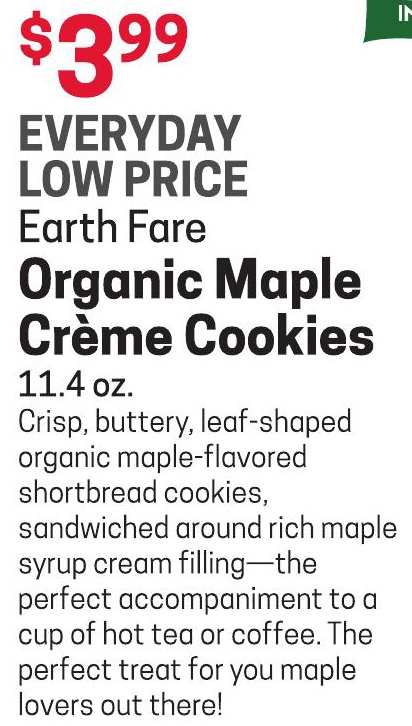 $3.99
IN
EVERYDAY
LOW PRICE
Earth Fare
Organic Maple
Crème Cookies
11.4 oz.
Crisp, buttery, leaf-shaped
organic maple-flavored
shortbread cookies,
sandwiched around rich maple
syrup cream filling—the
perfect accompaniment to a
cup of hot tea or coffee. The
perfect treat for you maple
lovers out there!